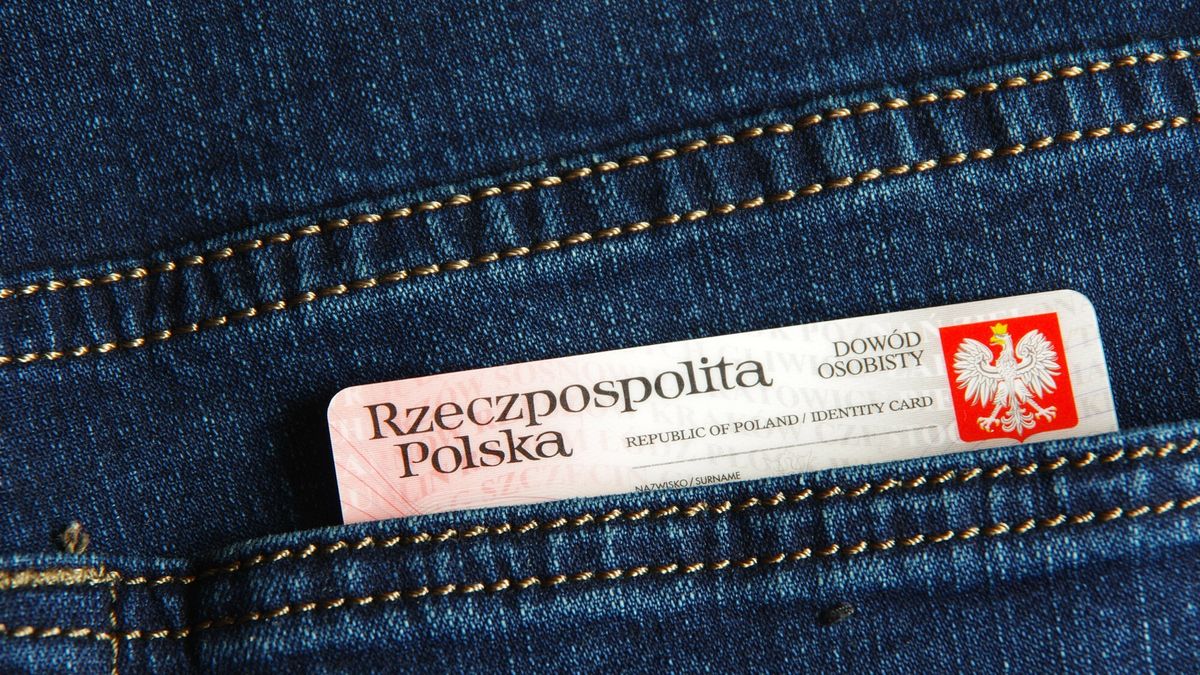 Rzeczpospolita
Polska
DOWÓD
OSOBISTY
REPUBLIC OF POLAND / IDENTITY CARD
NAZWISKO / SURNAME